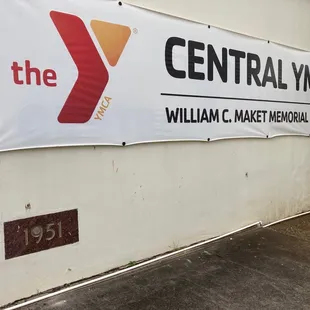 the
YMCA
CENTRAL YM
WILLIAM C. MAKET MEMORIAL
1951